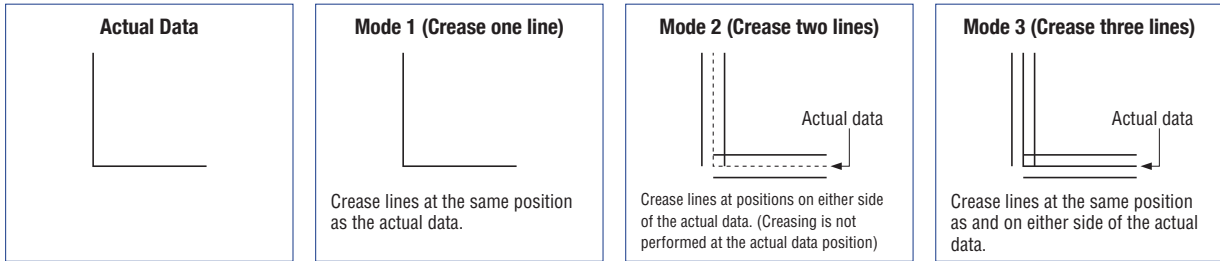 Actual Data
Mode 1 (Crease one line)
Crease lines at the same position
as the actual data.
Mode 2 (Crease two lines)
Actual data
Crease lines at positions on either side
of the actual data. (Creasing is not
performed at the actual data position)
Mode 3 (Crease three lines)
Actual data
Crease lines at the same position
as and on either side of the actual
data.